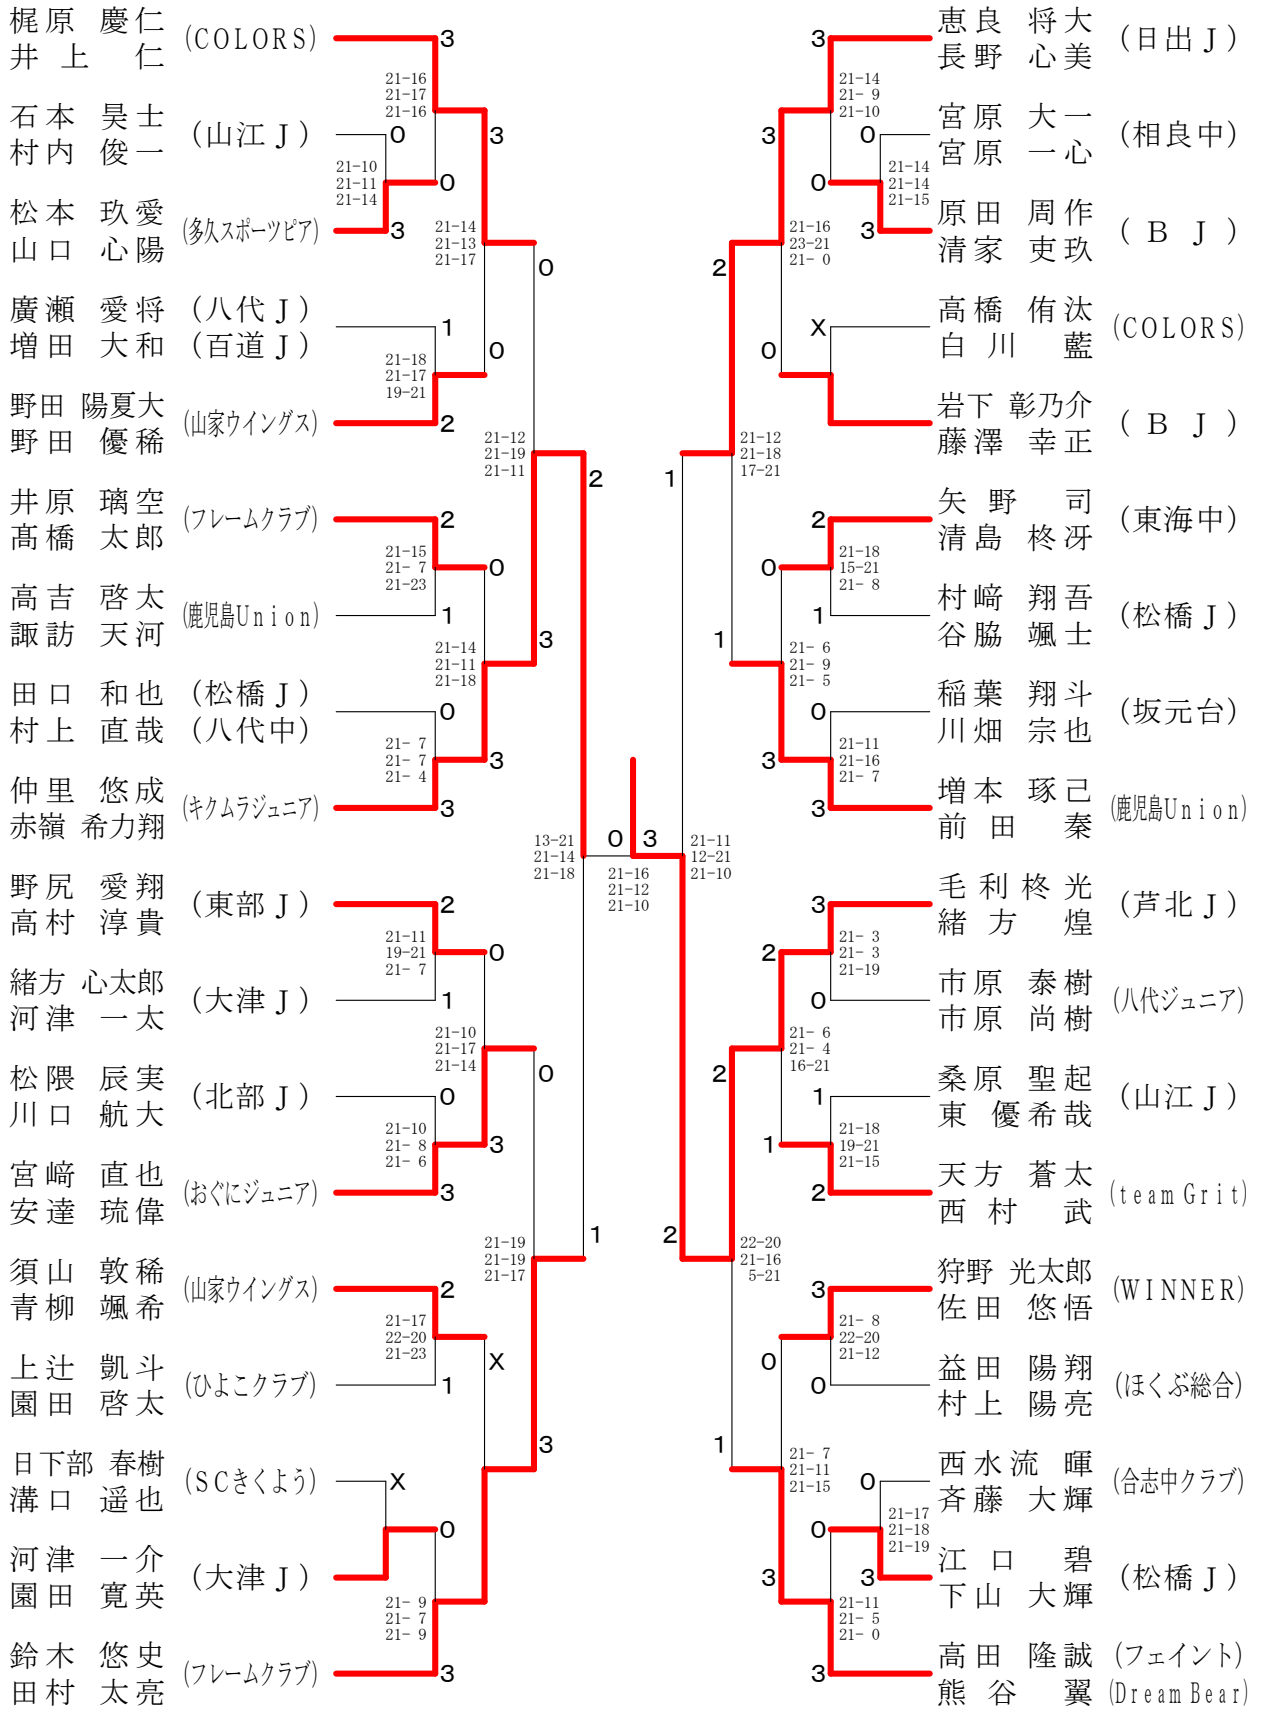 梶原 慶仁
井上 仁
(COLORS)
3
21-16
21-17
21-16
石本 昊士
村内 俊一
(山江J)
0
3
21-10
21-11
21-14
0
松本 玖愛
山口 心陽
(多久スポーツピア)
3
21-14
21-13
21-17
0
廣瀬 愛将
増田 大和
(八代J)
(百道J)
1
0
21-18
21-17
19-21
野田 陽夏大
野田 優稀
(山家ウイングス)
2
21-12
21-19
21-11
2
井原 璃空
髙橋 太郎
(フレームクラブ)
2
21-15
21- 7
21-23
0
高吉 啓太
諏訪 天河
(鹿児島Union)
1
3
21-14
21-11
21-18
田口 和也
村上 直哉
(松橋J)
(八代中)
0
21- 7
21- 7
21- 4
3
仲里 悠成
赤嶺 希力翔
(キクムラジュニア)
3
13-21
21-14
21-18
野尻 愛翔
高村 淳貴
(東部J)
2
21-11
19-21
21- 7
0
緒方 心太郎
河津 一太
(大津J)
1
21-10
21-17
21-14
0
松隈 辰実
川口 航大
(北部J)
0
21-10
21- 8
21- 6
3
宮﨑 直也
安達 琉偉
(おぐにジュニア)
3
1
21-19
21-19
21-17
須山 敦稀
青柳 颯希
(山家ウイングス)
2
21-17
22-20
21-23
X
上辻 凱斗
園田 啓太
(ひよこクラブ)
1
3
日下部 春樹
溝口 遥也
(SCきくよう)
X
0
河津 一介
園田 寛英
(大津J)
21- 9
21- 7
21- 9
鈴木 悠史
田村 太亮
(フレームクラブ)
3
0 3
21-16
21-12
21-10
恵良 将大
長野 心美
(日出J)
3
21-14
21- 9
21-10
3
宮原 大一
宮原 一心
(相良中)
0
21-14
21-14
21-15
0
原田 周作
清家 吏玖
(B J)
3
21-16
23-21
21- 0
2
高橋 侑汰
白川 藍
(COLORS)
X
0
岩下 彰乃介
藤澤 幸正
(B J)
21-12
21-18
17-21
1
矢野 司
清島 柊冴
(東海中)
2
21-18
15-21
21- 8
0
村﨑 翔吾
谷脇 颯士
(松橋J)
1
1
21- 6
21- 9
21- 5
稲葉 翔斗
川畑 宗也
(坂元台)
0
21-11
21-16
21- 7
3
増本 琢己
前田 秦
(鹿児島Union)
3
21-11
12-21
21-10
毛利柊光
緒方 煌
(芦北J)
3
21- 3
21- 3
21-19
2
市原 泰樹
市原 尚樹
(八代ジュニア)
0
21- 6
21- 4
16-21
2
桑原 聖起
東 優希哉
(山江J)
1
21-18
19-21
21-15
1
天方 蒼太
西村 武
(team Grit)
2
2
22-20
21-16
5-21
狩野 光太郎
佐田 悠悟
(WINNER)
3
21- 8
22-20
21-12
0
益田 陽翔
村上 陽亮
(ほくぶ総合)
0
1
21- 7
21-11
21-15
西水流 暉
斉藤 大輝
(合志中クラブ)
0
21-17
21-18
21-19
0
江口 碧
下山 大輝
(松橋J)
3
3
21-11
21- 5
21- 0
高田 隆誠
熊谷 翼
(フェイント)
(Dream Bear)
3